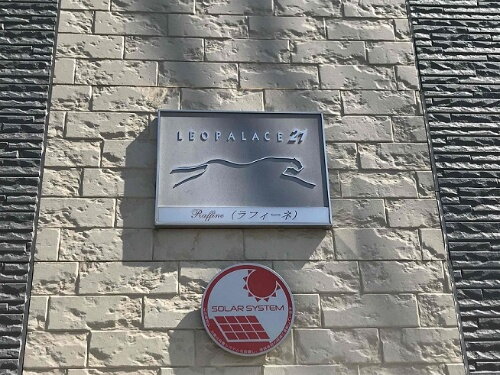 LEOPALACE21
Raffine (ラフィーネ)
SOLAR SYSTEM